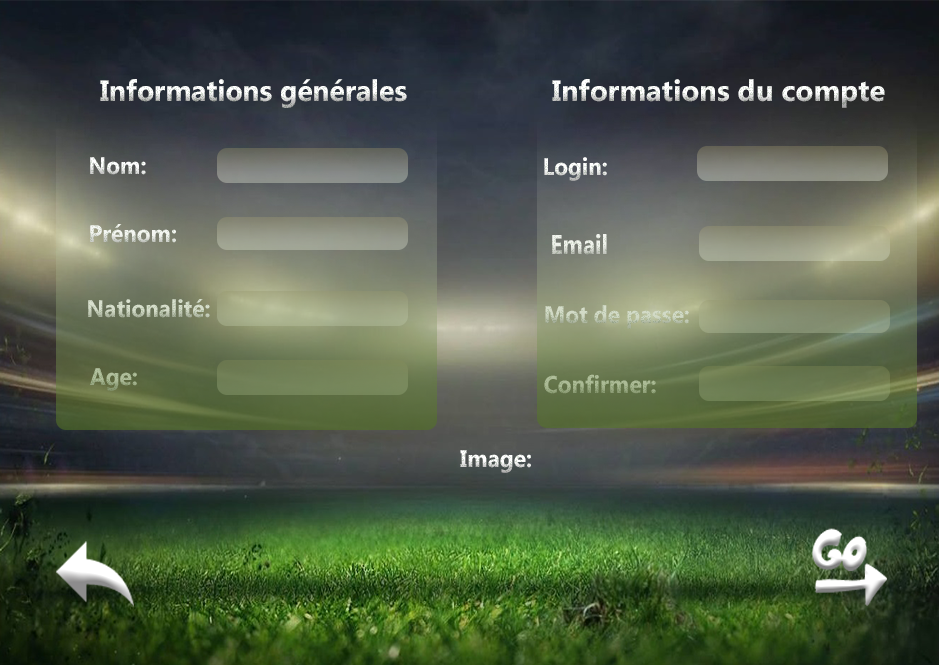 Informations générales
Nom:
Prénom:
Nationalité:
Age:
Informations du compte
Login:
Email
Mot de passe:
Confirmer:
Image:
Go